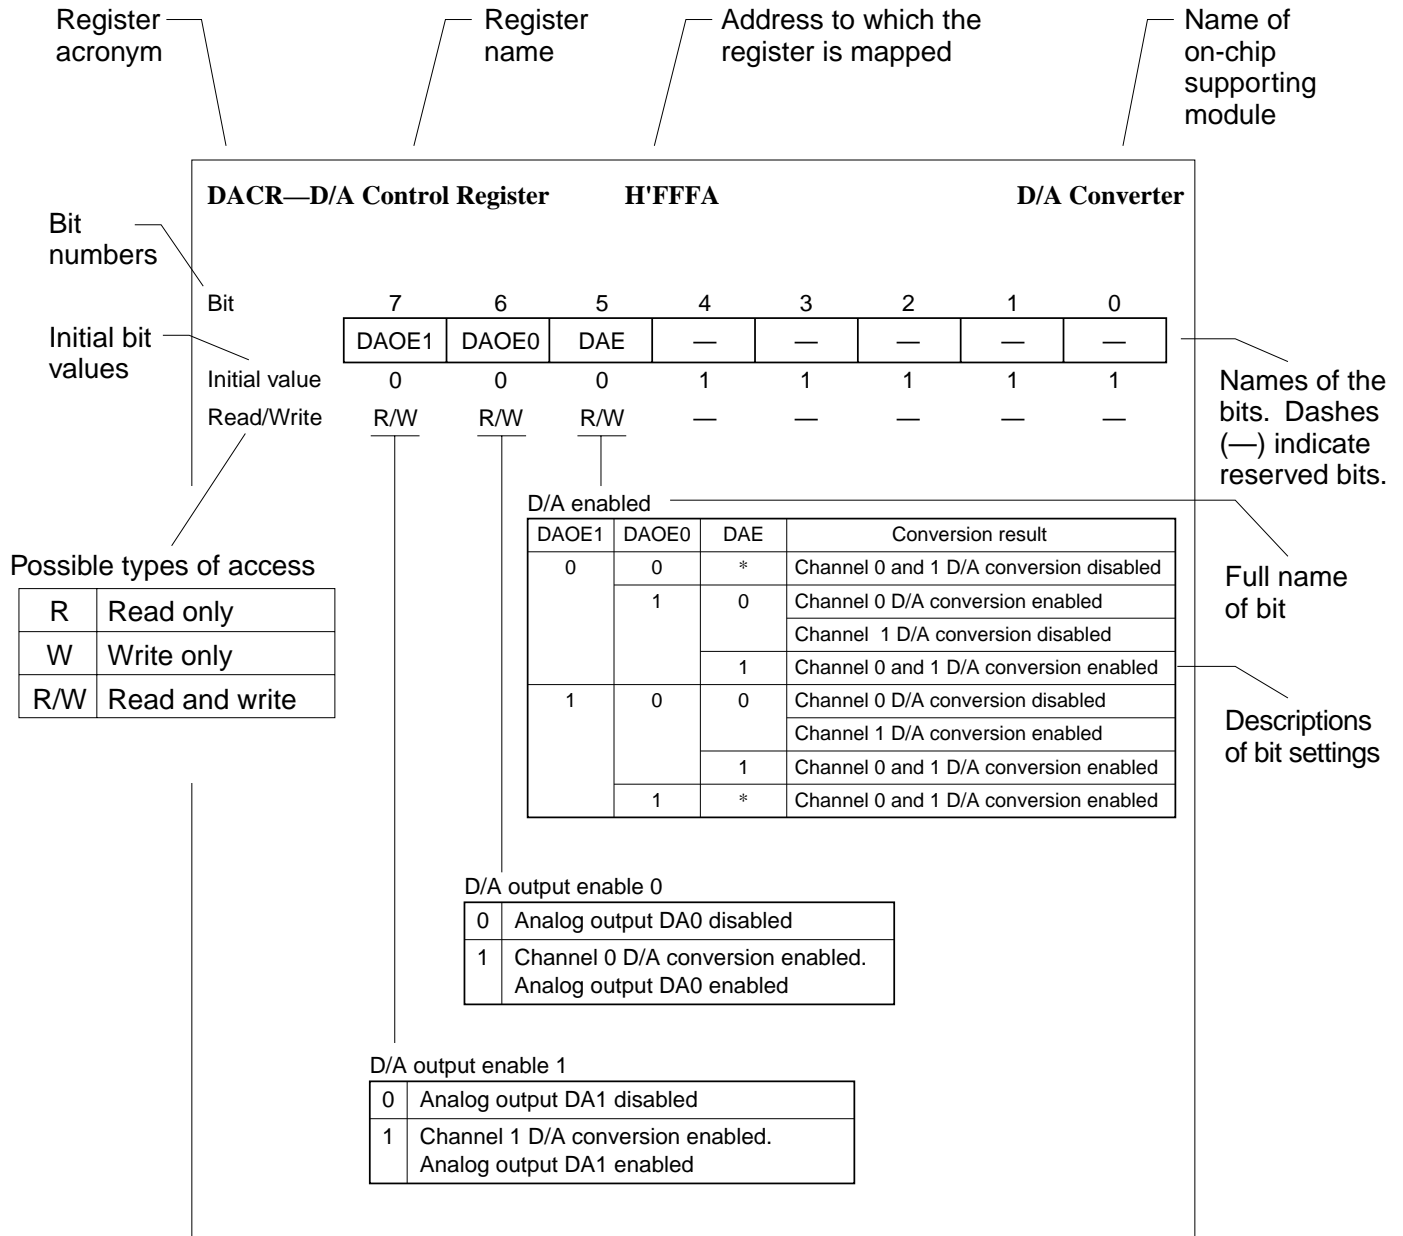 Register
acronym
Register
name
Address to which the
register is mapped
Name of
on-chip
supporting
module
DACR—D/A Control Register H'FFFA D/A Converter
Bit
numbers
Bit 7 6 5 4 3 2 1 0
DAOE1 DAOE0 DAE — — — — —
Initial bit
values
Initial value 0 0 0 1 1 1 1 1
Read/Write R/W R/W R/W — — — — —
Names of the
bits. Dashes
(—) indicate
reserved bits.
Possible types of access
R Read only
W Write only
R/W Read and write
D/A enabled
DAOE1 DAOE0 DAE Conversion result
0 0 * Channel 0 and 1 D/A conversion disabled
1 0 Channel 0 D/A conversion enabled
Channel 1 D/A conversion disabled
1 Channel 0 and 1 D/A conversion enabled
1 0 0 Channel 0 D/A conversion disabled
Channel 1 D/A conversion enabled
1 Channel 0 and 1 D/A conversion enabled
1 * Channel 0 and 1 D/A conversion enabled
Full name
of bit
Descriptions
of bit settings
D/A output enable 0
0 Analog output DA0 disabled
1 Channel 0 D/A conversion enabled.
Analog output DA0 enabled
D/A output enable 1
0 Analog output DA1 disabled
1 Channel 1 D/A conversion enabled.
Analog output DA1 enabled